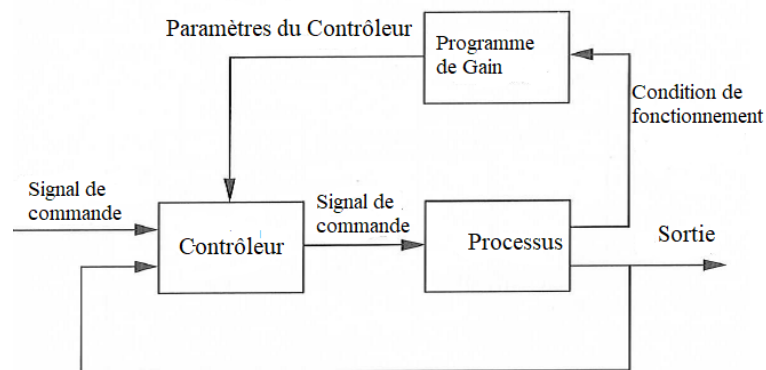 Paramètres du Contrôleur
Programme
de Gain
Condition de
fonctionnement
Signal de
commande
Contrôleur
Signal de
commande
Processus
Sortie